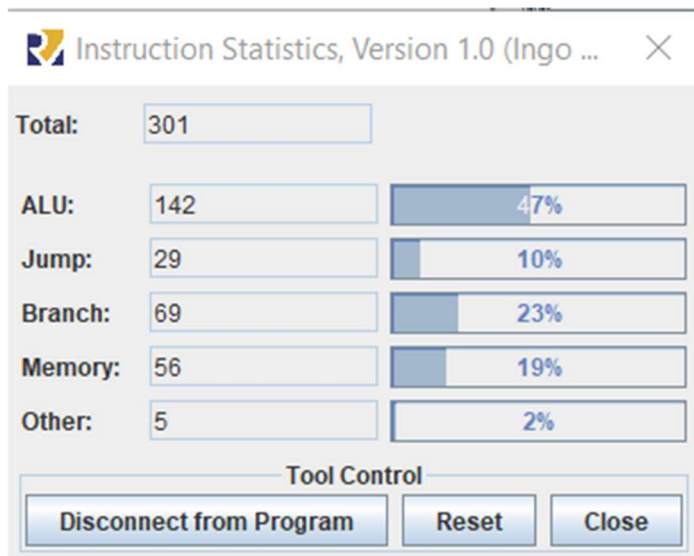 Instruction Statistics, Version 1.0 (Ingo ...
Total: 301
ALU: 142 47%
Jump: 29 10%
Branch: 69 23%
Memory: 56 19%
Other: 5 2%
Tool Control
Disconnect from Program Reset Close